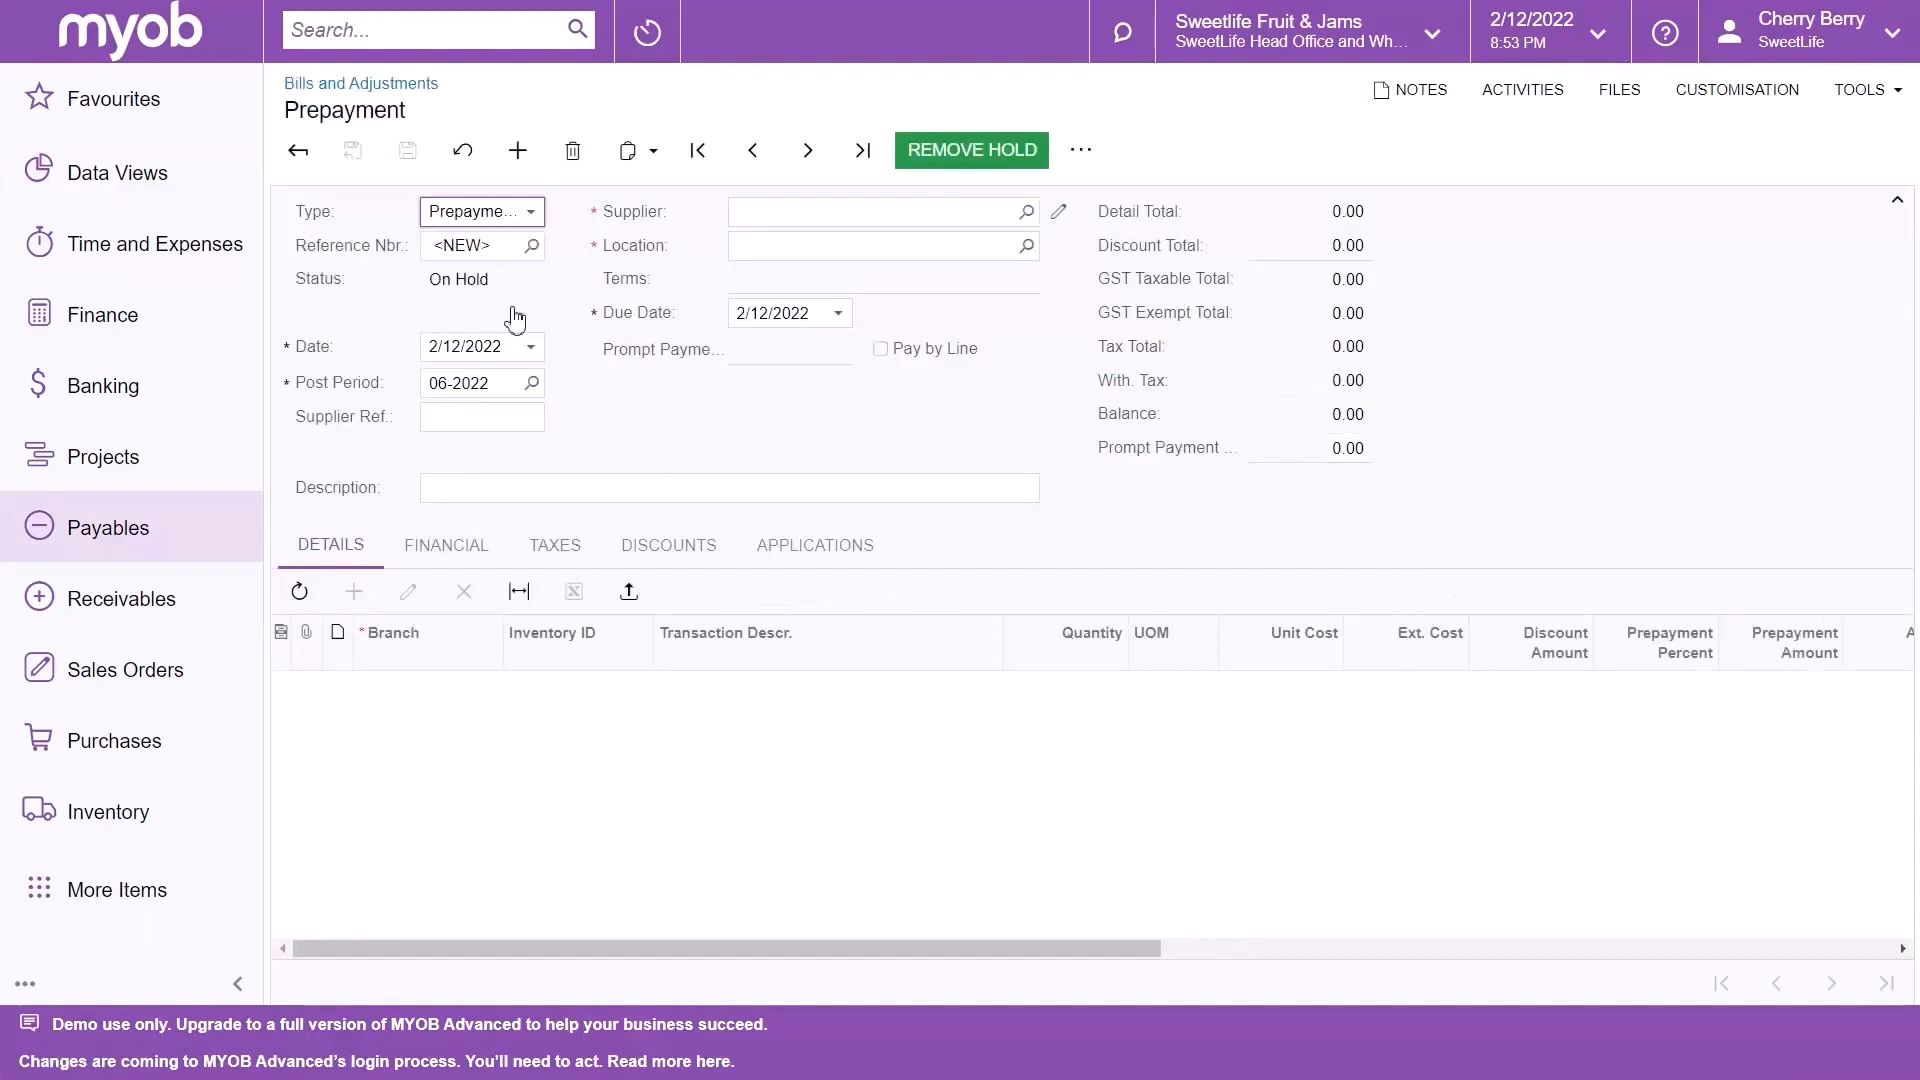 myob
Search...
Sweetlife Fruit & Jams
SweetLife Head Office and Wh...
2/12/2022
8:53 PM
Cherry Berry
SweetLife
Favourites
Data Views
Time and Expenses
Finance
Banking
Projects
Payables
Receivables
Sales Orders
Purchases
Inventory
More Items
Bills and Adjustments
Prepayment
NOTES
ACTIVITIES
FILES
CUSTOMISATION
TOOLS
REMOVE HOLD
Type:
Prepayme...
* Supplier:
Detail Total:
0.00
Reference Nbr.:
<NEW>
* Location:
Discount Total:
0.00
Status:
On Hold
Terms:
GST Taxable Total:
0.00
* Due Date:
2/12/2022
GST Exempt Total:
0.00
* Date:
2/12/2022
Prompt Payme...
Pay by Line
Tax Total:
0.00
* Post Period:
06-2022
With. Tax:
0.00
Supplier Ref.:
Balance:
0.00
Prompt Payment ...
0.00
Description:
DETAILS
FINANCIAL
TAXES
DISCOUNTS
APPLICATIONS
* Branch
Inventory ID
Transaction Descr.
Quantity
UOM
Unit Cost
Ext. Cost
Discount
Amount
Prepayment
Percent
Prepayment
Amount
Demo use only. Upgrade to a full version of MYOB Advanced to help your business succeed.
Changes are coming to MYOB Advanced’s login process. You’ll need to act. Read more here.